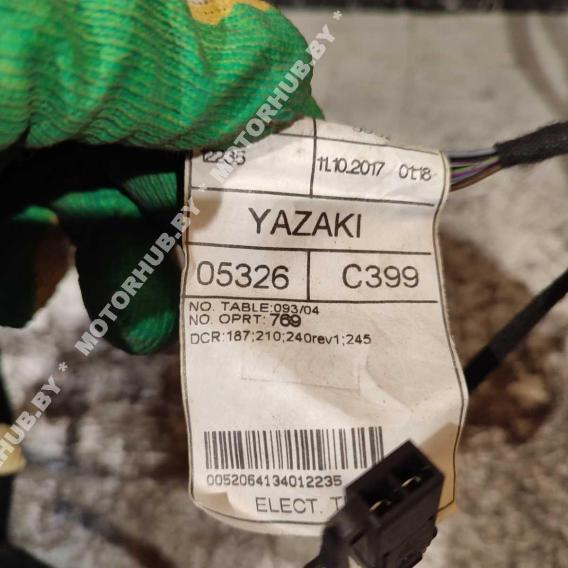 12235 11.10.2017 01:18
YAZAKI
05326 C399
NO. TABLE:093/04
NO. OPRT: 769
DCR:187;210;240rev1;245
0052064134012235
ELECT.
* MOTORHUB.BY * MOTORHUB.BY *
MOTORHUB.BY *